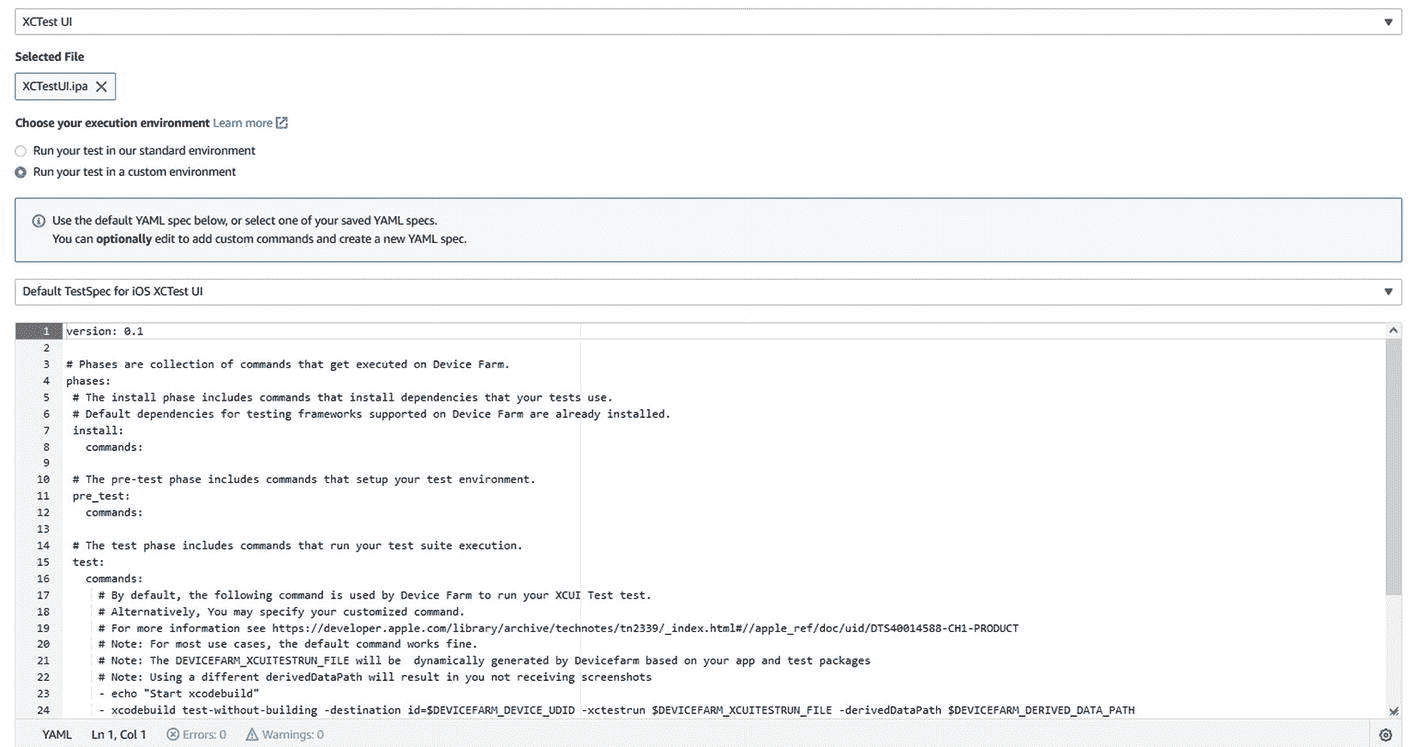 XCTest UI
Selected File
XCTestUI.ipa
Choose your execution environment Learn more
Run your test in our standard environment
Run your test in a custom environment
Use the default YAML spec below, or select one of your saved YAML specs.
You can optionally edit to add custom commands and create a new YAML spec.
Default TestSpec for iOS XCTest UI
1 version: 0.1
2
3 # Phases are collection of commands that get executed on Device Farm.
4 phases:
5 # The install phase includes commands that install dependencies that your tests use.
6 # Default dependencies for testing frameworks supported on Device Farm are already installed.
7 install:
8 commands:
9
10 # The pre-test phase includes commands that setup your test environment.
11 pre_test:
12 commands:
13
14 # The test phase includes commands that run your test suite execution.
15 test:
16 commands:
17 # By default, the following command is used by Device Farm to run your XCUI Test test.
18 # Alternatively, You may specify your customized command.
19 # For more information see https://developer.apple.com/library/archive/technotes/tn2339/_index.html#//apple_ref/doc/uid/DTS40014588-CH1-PRODUCT
20 # Note: For most use cases, the default command works fine.
21 # Note: The DEVICEFARM_XCUITESTRUN_FILE will be  dynamically generated by Devicefarm based on your app and test packages
22 # Note: Using a different derivedDataPath will result in you not receiving screenshots
23 - echo "Start xcodebuild"
24 - xcodebuild test-without-building -destination id=$DEVICEFARM_DEVICE_UDID -xctestrun $DEVICEFARM_XCUITESTRUN_FILE -derivedDataPath $DEVICEFARM_DERIVED_DATA_PATH
YAML Ln 1, Col 1 Errors: 0 Warnings: 0